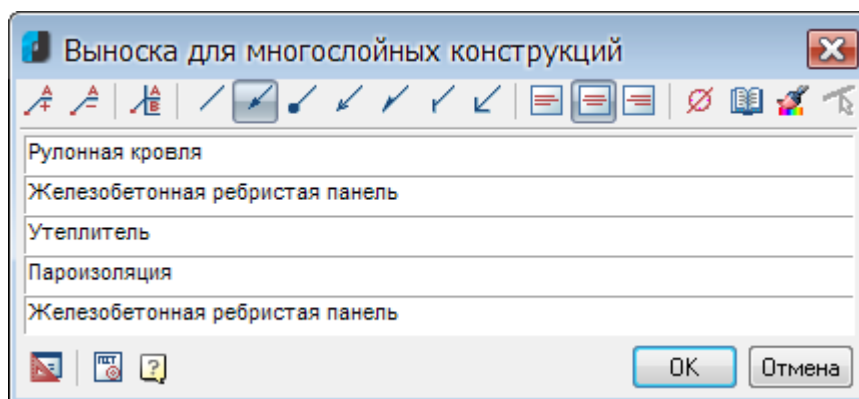 Выноска для многослойных конструкций
Рулонная кровля
Железобетонная ребристая панель
Утеплитель
Пароизоляция
Железобетонная ребристая панель
OK
Отмена